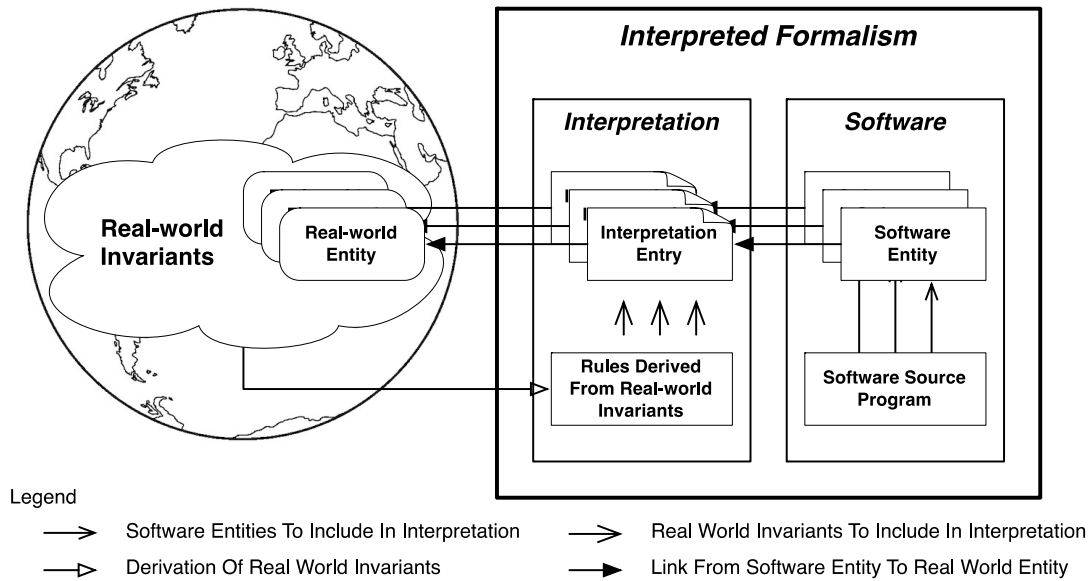 Interpreted Formalism
Interpretation
Software
Real-world
Invariants
Real-world
Entity
Interpretation
Entry
Software
Entity
Rules Derived
From Real-world
Invariants
Software Source
Program
Legend
Software Entities To Include In Interpretation
Real World Invariants To Include In Interpretation
Derivation Of Real World Invariants
Link From Software Entity To Real World Entity